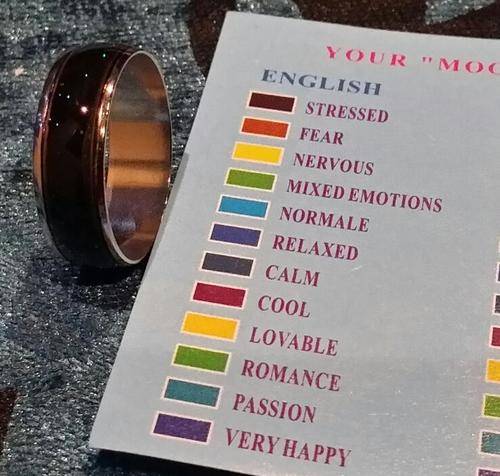 YOUR "MOO
ENGLISH
STRESSED
FEAR
NERVOUS
MIXED EMOTIONS
NORMALE
RELAXED
CALM
COOL
LOVABLE
ROMANCE
PASSION
VERY HAPPY